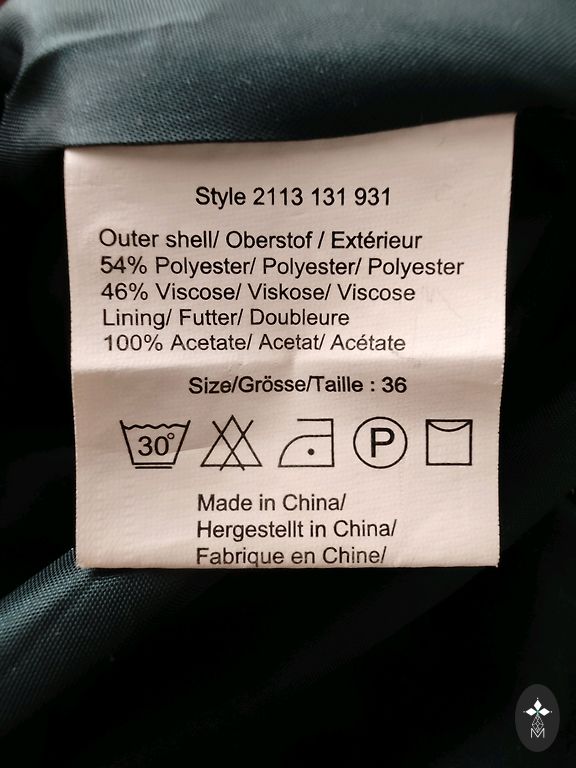 Style 2113 131 931
Outer shell/ Oberstof / Extérieur
54% Polyester/ Polyester/ Polyester
46% Viscose/ Viskose/ Viscose
Lining/ Futter/ Doubleure
100% Acetate/ Acetat/ Acétate
Size/Grösse/Taille : 36
30° P
Made in China/
Hergestellt in China/
Fabrique en Chine/
M